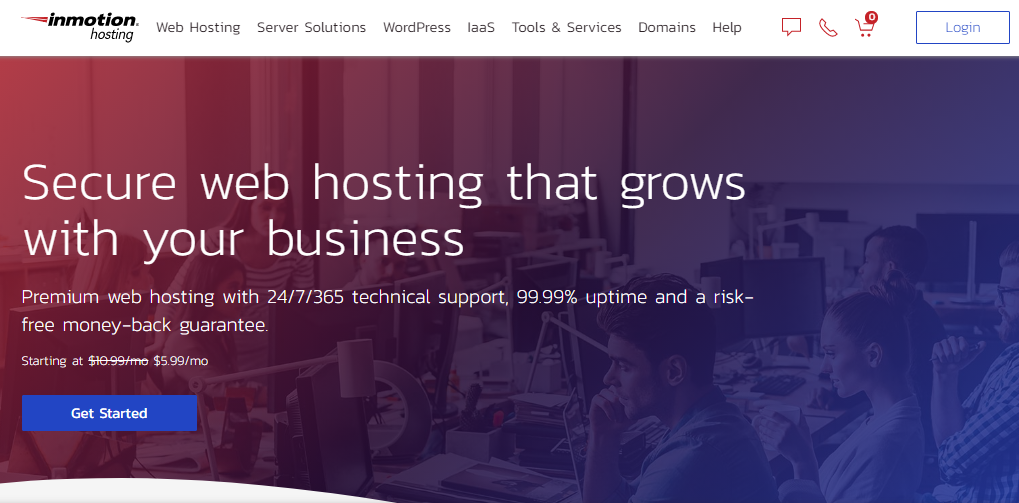 inmotion
hosting
Web Hosting Server Solutions WordPress IaaS Tools & Services Domains Help 0 Login
Secure web hosting that grows
with your business
Premium web hosting with 24/7/365 technical support, 99.99% uptime and a risk-
free money-back guarantee.
Starting at $10.99/mo $5.99/mo
Get Started